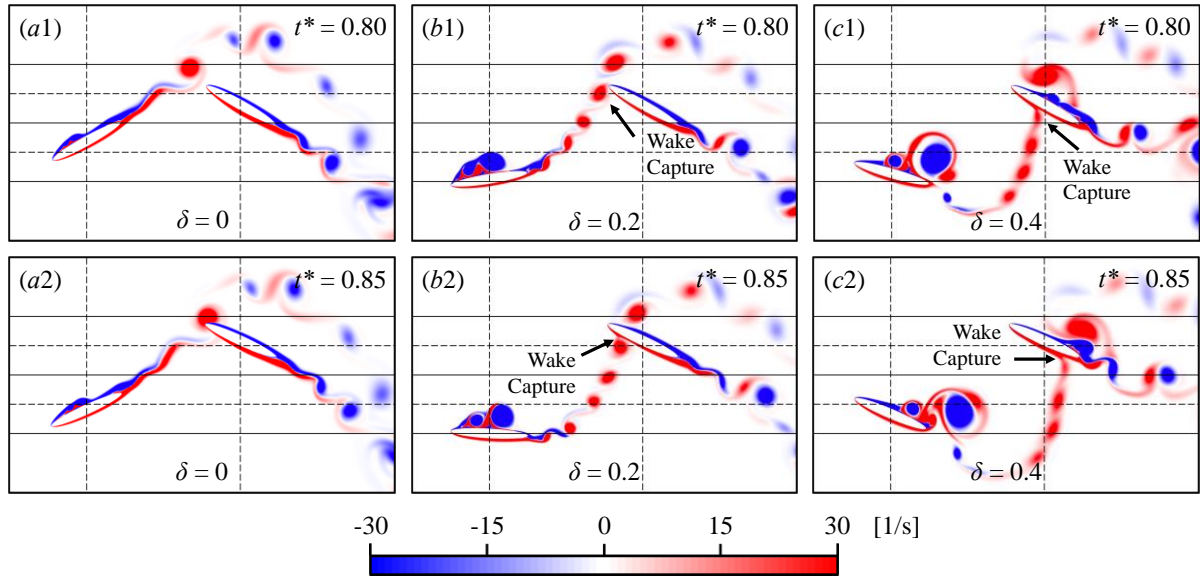 (a1) t* = 0.80
δ = 0
(b1) t* = 0.80
Wake
Capture
δ = 0.2
(c1) t* = 0.80
Wake
Capture
δ = 0.4
(a2) t* = 0.85
δ = 0
(b2) t* = 0.85
Wake
Capture
δ = 0.2
(c2) t* = 0.85
Wake
Capture
δ = 0.4
-30 -15 0 15 30 [1/s]